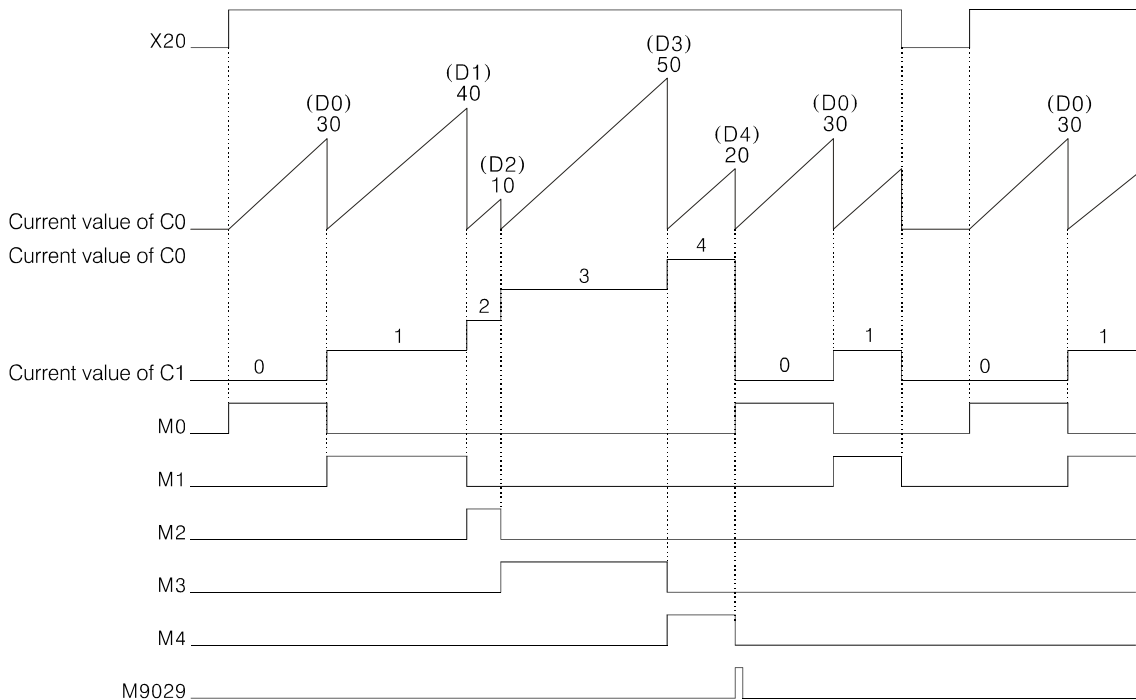 X20
(D0)
30
(D1)
40
(D2)
10
(D3)
50
(D4)
20
(D0)
30
(D0)
30
Current value of C0
Current value of C0
4
3
2
1
1
1
Current value of C1
0
0
0
M0
M1
M2
M3
M4
M9029